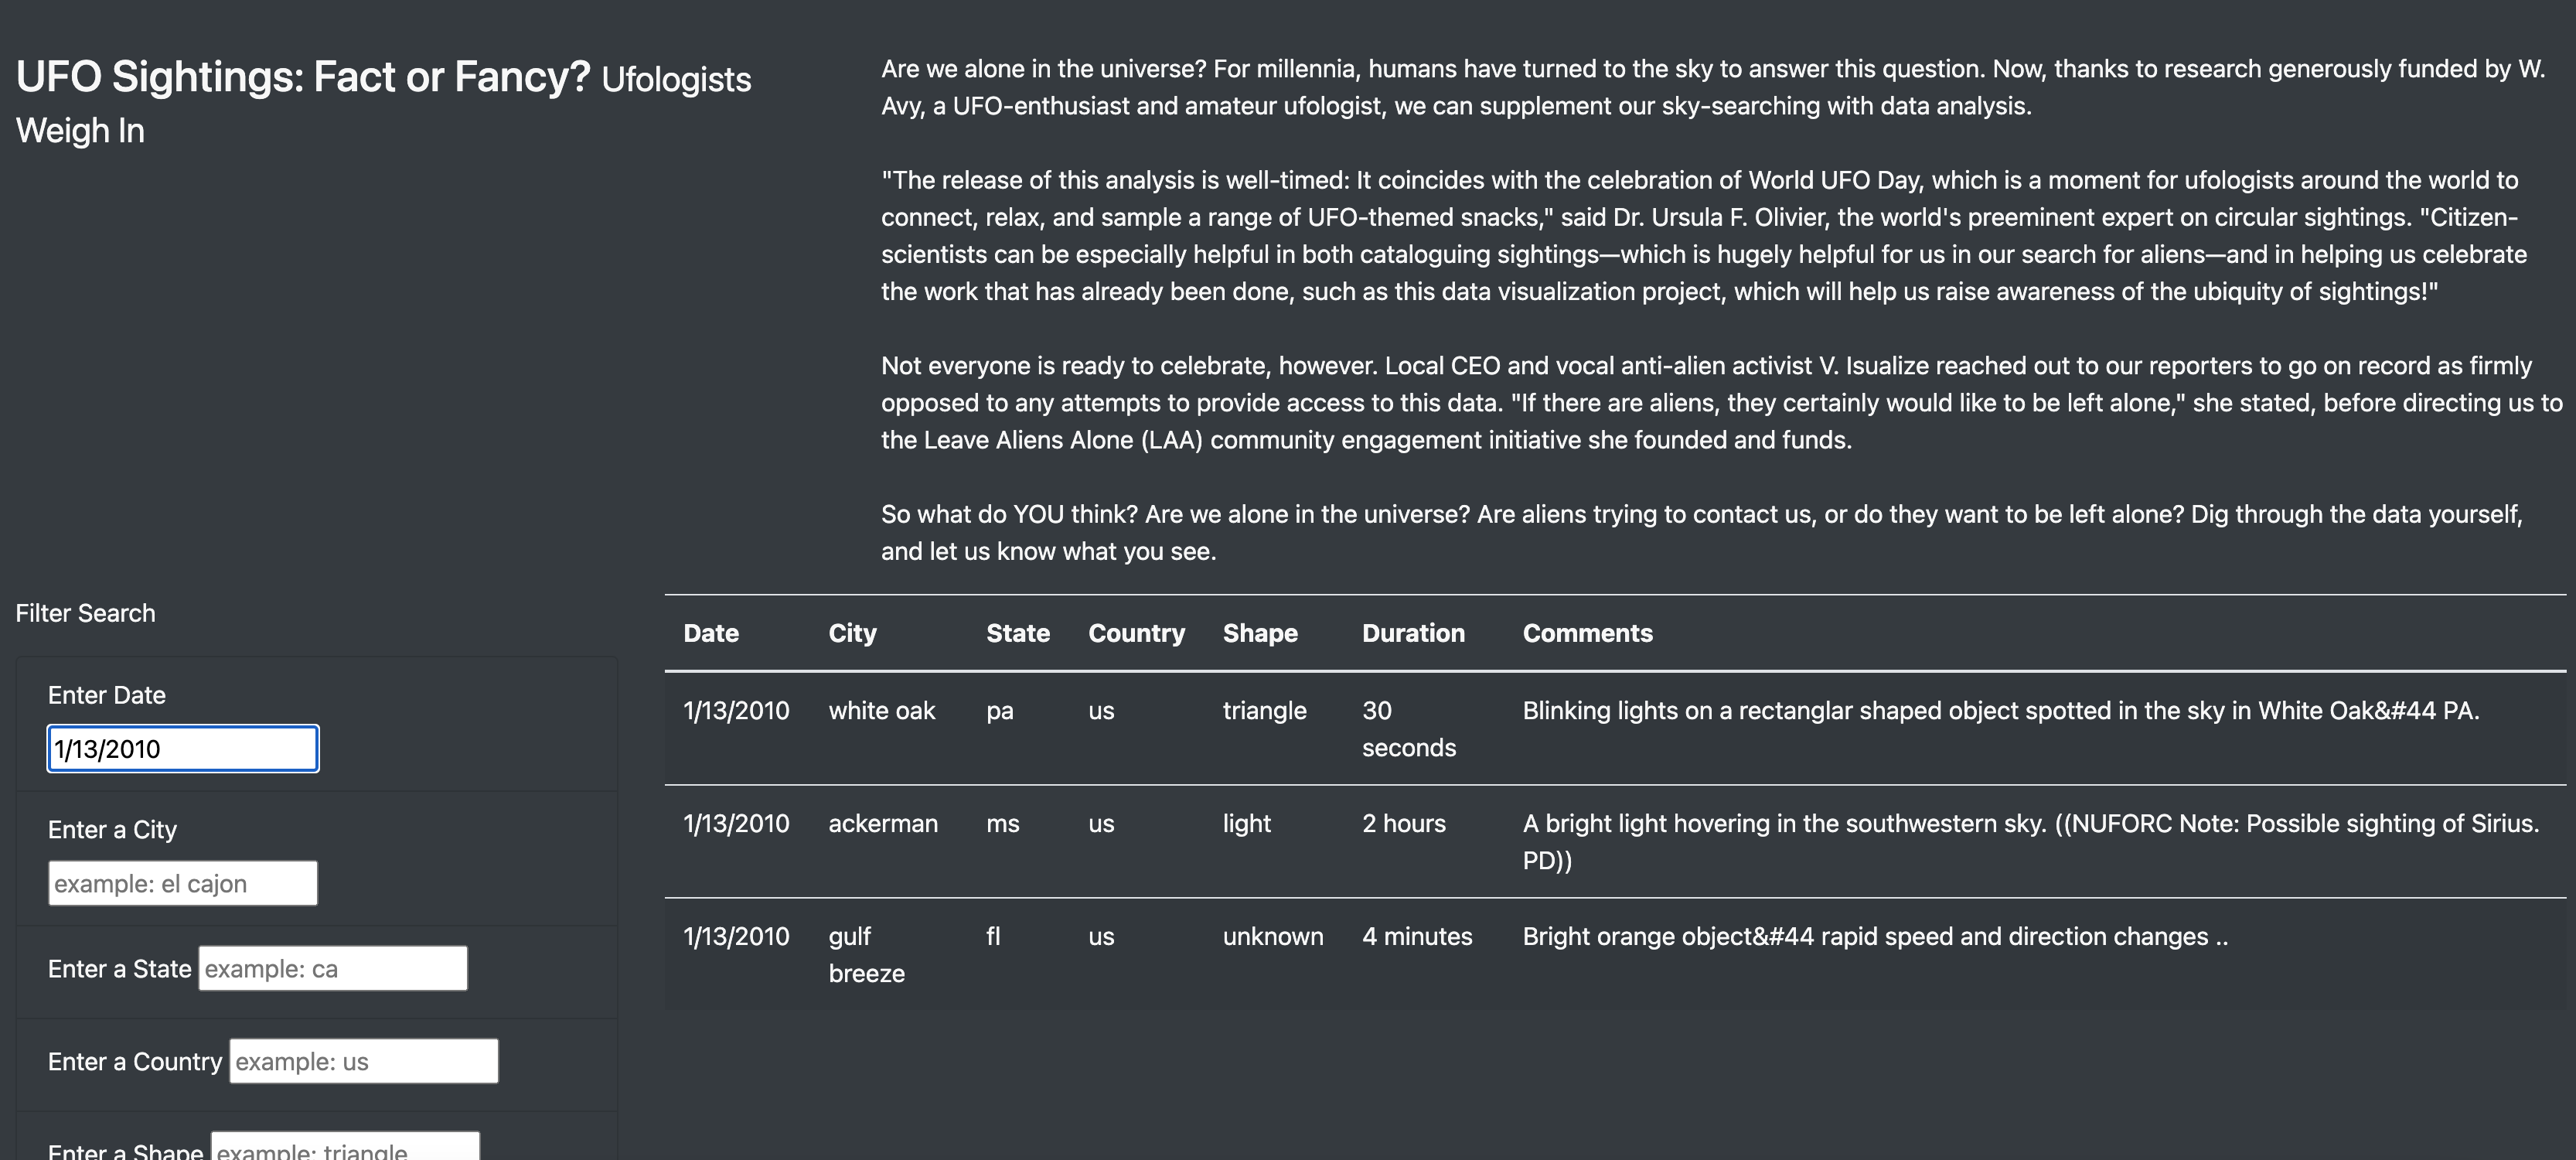 UFO Sightings: Fact or Fancy? Ufologists
Weigh In
Are we alone in the universe? For millennia, humans have turned to the sky to answer this question. Now, thanks to research generously funded by W.
Avy, a UFO-enthusiast and amateur ufologist, we can supplement our sky-searching with data analysis.
"The release of this analysis is well-timed: It coincides with the celebration of World UFO Day, which is a moment for ufologists around the world to
connect, relax, and sample a range of UFO-themed snacks," said Dr. Ursula F. Olivier, the world's preeminent expert on circular sightings. "Citizen-
scientists can be especially helpful in both cataloguing sightings—which is hugely helpful for us in our search for aliens—and in helping us celebrate
the work that has already been done, such as this data visualization project, which will help us raise awareness of the ubiquity of sightings!"
Not everyone is ready to celebrate, however. Local CEO and vocal anti-alien activist V. Isualize reached out to our reporters to go on record as firmly
opposed to any attempts to provide access to this data. "If there are aliens, they certainly would like to be left alone," she stated, before directing us to
the Leave Aliens Alone (LAA) community engagement initiative she founded and funds.
So what do YOU think? Are we alone in the universe? Are aliens trying to contact us, or do they want to be left alone? Dig through the data yourself,
and let us know what you see.
Filter Search
Enter Date
1/13/2010
Enter a City
example: el cajon
Enter a State example: ca
Enter a Country example: us
Enter a Shape example: triangle
Date City State Country Shape Duration Comments
1/13/2010 white oak pa us triangle 30 Blinking lights on a rectanglar shaped object spotted in the sky in White Oak&#44 PA.
seconds
1/13/2010 ackerman ms us light 2 hours A bright light hovering in the southwestern sky. ((NUFORC Note: Possible sighting of Sirius.
PD))
1/13/2010 gulf fl us unknown 4 minutes Bright orange object&#44 rapid speed and direction changes ..
breeze